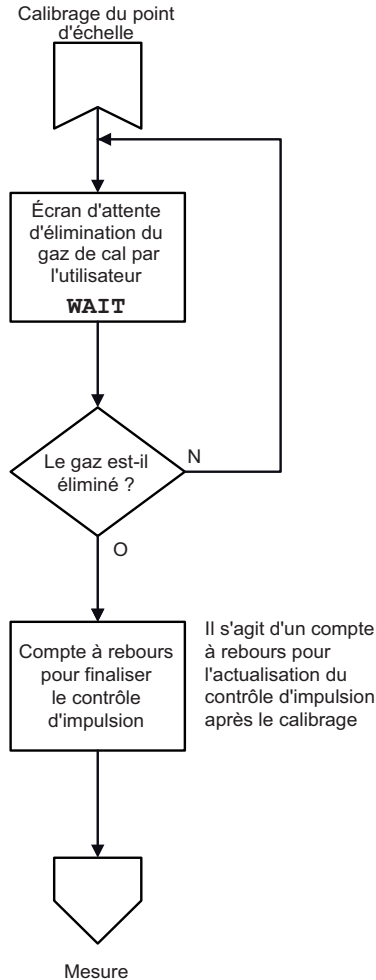 Calibrage du point
d'échelle
Écran d'attente
d'élimination du
gaz de cal par
l'utilisateur
WAIT
Le gaz est-il
éliminé ?
N
O
Compte à rebours
pour finaliser
le contrôle
d'impulsion
Il s'agit d'un compte
à rebours pour
l'actualisation du
contrôle d'impulsion
après le calibrage
Mesure